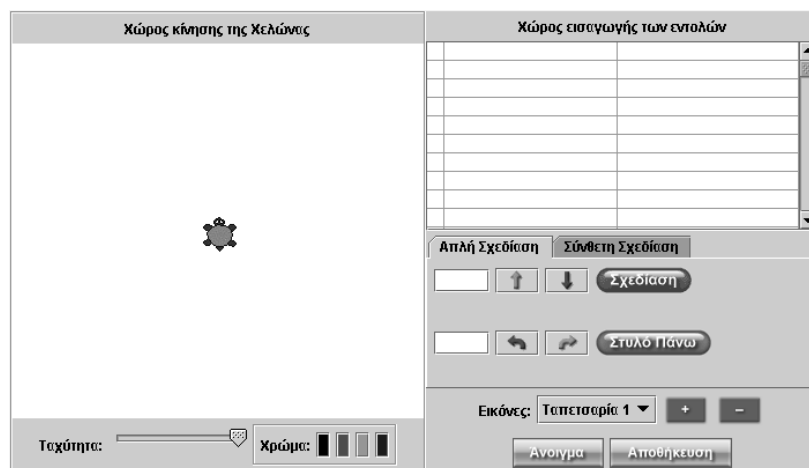 Χώρος κίνησης της Χελώνας
Χώρος εισαγωγής των εντολών
Απλή Σχεδίαση
Σύνθετη Σχεδίαση
Σχεδίαση
Στυλό Πάνω
Εικόνες: Ταπετσαρία 1
+ −
Ταχύτητα:
Χρώμα:
Άνοιγμα
Αποθήκευση